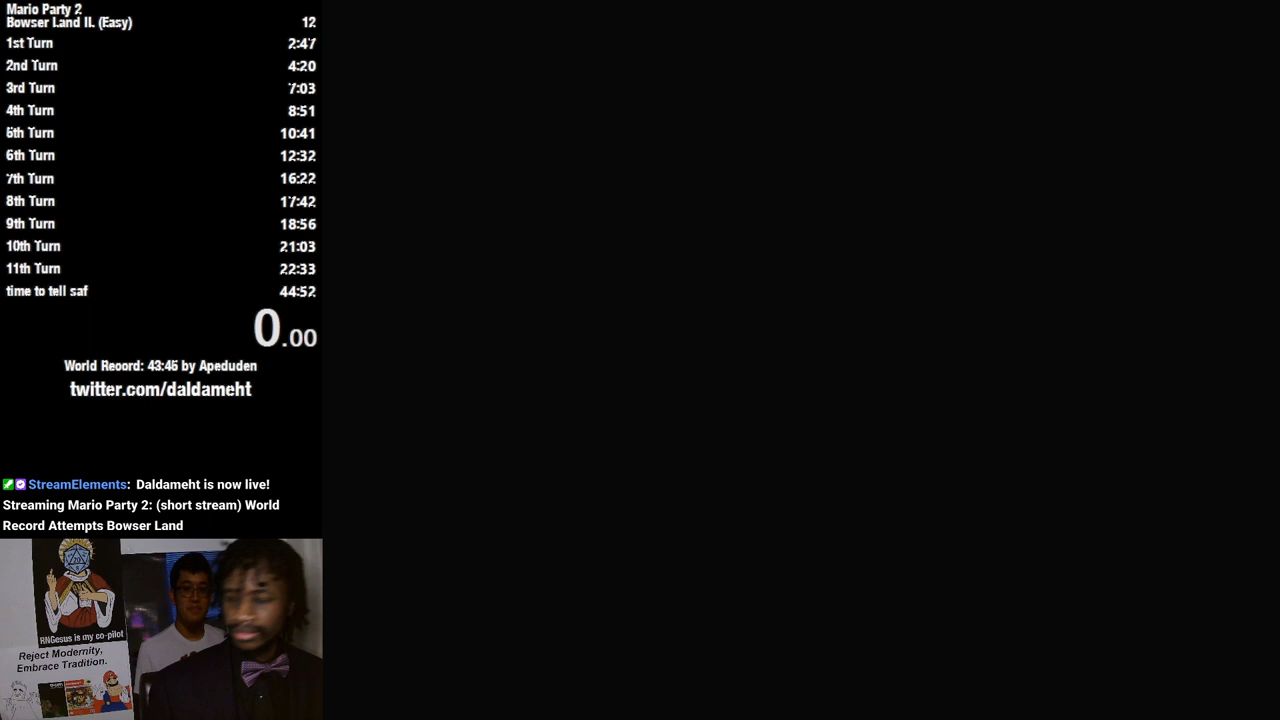 Mario Party 2
Bowser Land II. (Easy) 12
1st Turn 2:47
2nd Turn 4:20
3rd Turn 7:03
4th Turn 8:51
5th Turn 10:41
6th Turn 12:32
7th Turn 16:22
8th Turn 17:42
9th Turn 18:56
10th Turn 21:03
11th Turn 22:33
time to tell saf 44:52
0.00
World Record: 43:45 by Apeduden
twitter.com/daldameht
StreamElements: Daldameht is now live!
Streaming Mario Party 2: (short stream) World
Record Attempts Bowser Land
RNGesus is my co-pilot
Reject Modernity,
Embrace Tradition.